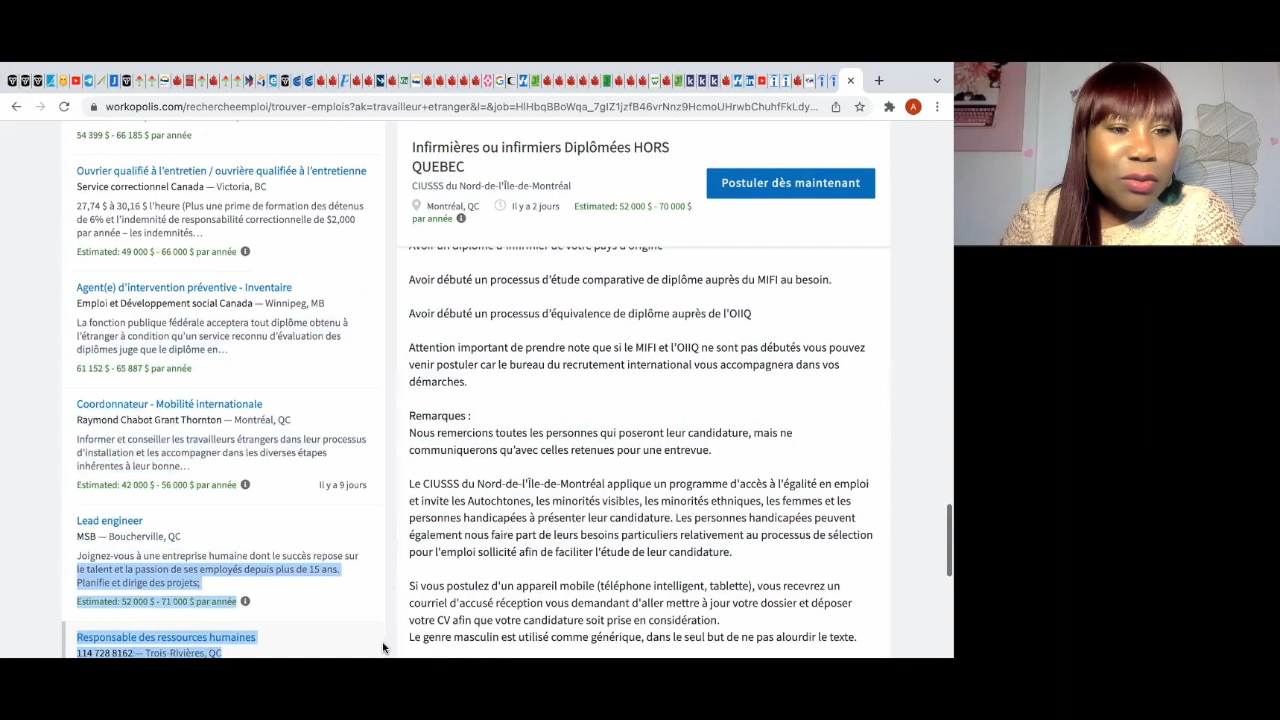 workopolis.com/rechercheemploi/trouver-emplois?ak=travailleur+etranger&l=&job=HlHbqBBoWqa_7gIZ1jzfB46vrNnz9HcmoUHrwbChuhfFkLdy...
A
54 399 $ - 66 185 $ par année
Ouvrier qualifié à l'entretien / ouvrière qualifiée à l'entretienne
Service correctionnel Canada — Victoria, BC
27,74 $ à 30,16 $ l'heure (Plus une prime de formation des détenus
de 6% et l'indemnité de responsabilité correctionnelle de $2,000
par année – les indemnités…
Estimated: 49 000 $ - 66 000 $ par année
Agent(e) d'intervention préventive - Inventaire
Emploi et Développement social Canada — Winnipeg, MB
La fonction publique fédérale acceptera tout diplôme obtenu à
l'étranger à condition qu'un service reconnu d'évaluation des
diplômes juge que le diplôme en…
61 152 $ - 65 887 $ par année
Coordonnateur - Mobilité internationale
Raymond Chabot Grant Thornton — Montréal, QC
Informer et conseiller les travailleurs étrangers dans leur processus
d'installation et les accompagner dans les diverses étapes
inhérentes à leur bonne…
Estimated: 42 000 $ - 56 000 $ par année
Il y a 9 jours
Lead engineer
MSB — Boucherville, QC
Joignez-vous à une entreprise humaine dont le succès repose sur
le talent et la passion de ses employés depuis plus de 15 ans.
Planifie et dirige des projets;
Estimated: 52 000 $ - 71 000 $ par année
Responsable des ressources humaines
114 728 8162 — Trois-Rivières, QC
Infirmières ou infirmiers Diplômées HORS
QUEBEC
CIUSSS du Nord-de-l'Île-de-Montréal
Montréal, QC Il y a 2 jours Estimated: 52 000 $ - 70 000 $
par année
Postuler dès maintenant
Avoir un diplôme d'infirmier de votre pays d'origine
Avoir débuté un processus d'étude comparative de diplôme auprès du MIFI au besoin.
Avoir débuté un processus d'équivalence de diplôme auprès de l'OIIQ
Attention important de prendre note que si le MIFI et l'OIIQ ne sont pas débutés vous pouvez
venir postuler car le bureau du recrutement international vous accompagnera dans vos
démarches.
Remarques :
Nous remercions toutes les personnes qui poseront leur candidature, mais ne
communiquerons qu'avec celles retenues pour une entrevue.
Le CIUSSS du Nord-de-l'Île-de-Montréal applique un programme d'accès à l'égalité en emploi
et invite les Autochtones, les minorités visibles, les minorités ethniques, les femmes et les
personnes handicapées à présenter leur candidature. Les personnes handicapées peuvent
également nous faire part de leurs besoins particuliers relativement au processus de sélection
pour l'emploi sollicité afin de faciliter l'étude de leur candidature.
Si vous postulez d'un appareil mobile (téléphone intelligent, tablette), vous recevrez un
courriel d'accusé réception vous demandant d'aller mettre à jour votre dossier et déposer
votre CV afin que votre candidature soit prise en considération.
Le genre masculin est utilisé comme générique, dans le seul but de ne pas alourdir le texte.